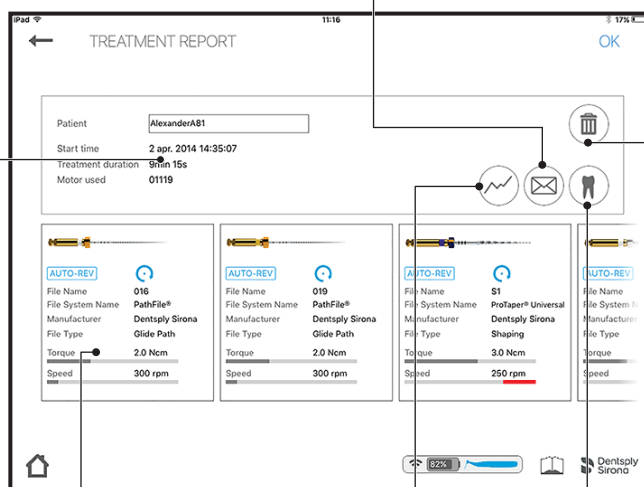 iPad 11:16 17%
TREATMENT REPORT OK
Patient AlexanderA81
Start time 2 apr. 2014 14:35:07
Treatment duration 9min 15s
Motor used 01119
AUTO-REV
File Name 016
File System Name PathFile®
Manufacturer Dentsply Sirona
File Type Glide Path
Torque 2.0 Ncm
Speed 300 rpm
AUTO-REV
File Name 019
File System Name PathFile®
Manufacturer Dentsply Sirona
File Type Glide Path
Torque 2.0 Ncm
Speed 300 rpm
AUTO-REV
File Name S1
File System Name ProTaper® Universal
Manufacturer Dentsply Sirona
File Type Shaping
Torque 3.0 Ncm
Speed 250 rpm
AUTO-REV
File Name
File System N
Manufacturer
File Type
Torque
Speed
82%
Dentsply
Sirona